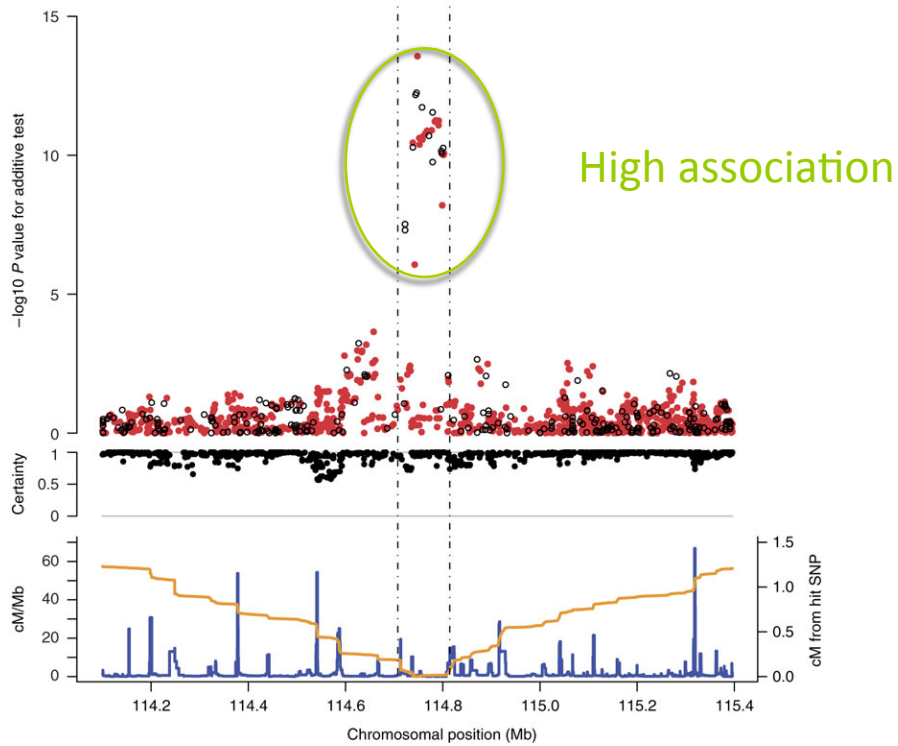 15
10
5
0
−log10 P value for additive test
High association
1
0.5
0
Certainty
60
40
20
0
cM/Mb
1.5
1.0
0.5
0.0
cM from hit SNP
114.2 114.4 114.6 114.8 115.0 115.2 115.4
Chromosomal position (Mb)